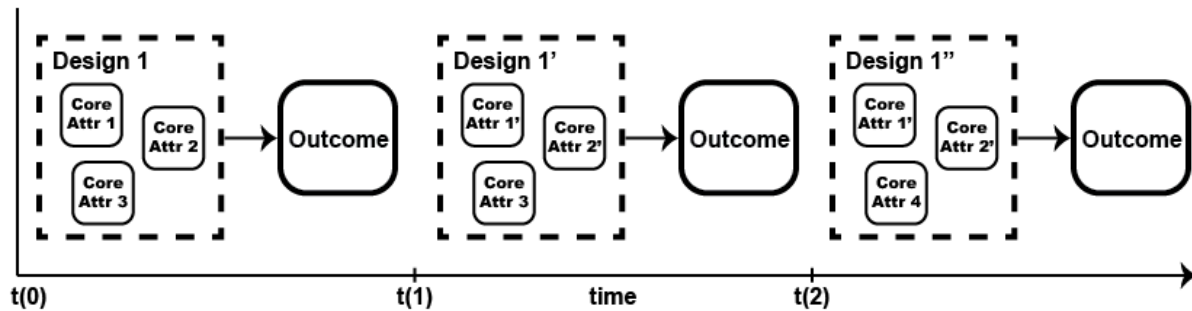 Design 1
Core
Attr 1
Core
Attr 2
Core
Attr 3
Outcome
Design 1’
Core
Attr 1’
Core
Attr 2’
Core
Attr 3
Outcome
Design 1”
Core
Attr 1’
Core
Attr 2’
Core
Attr 4
Outcome
t(0)
t(1)
time
t(2)